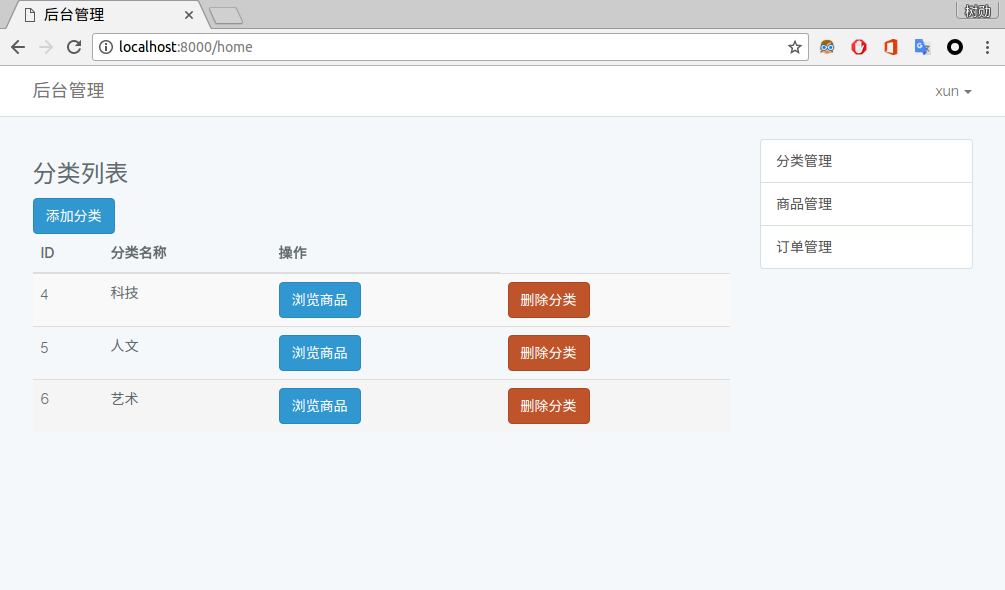 后台管理
树勋
localhost:8000/home
后台管理
xun
分类列表
添加分类
ID 分类名称 操作
4 科技 浏览商品 删除分类
5 人文 浏览商品 删除分类
6 艺术 浏览商品 删除分类
分类管理
商品管理
订单管理